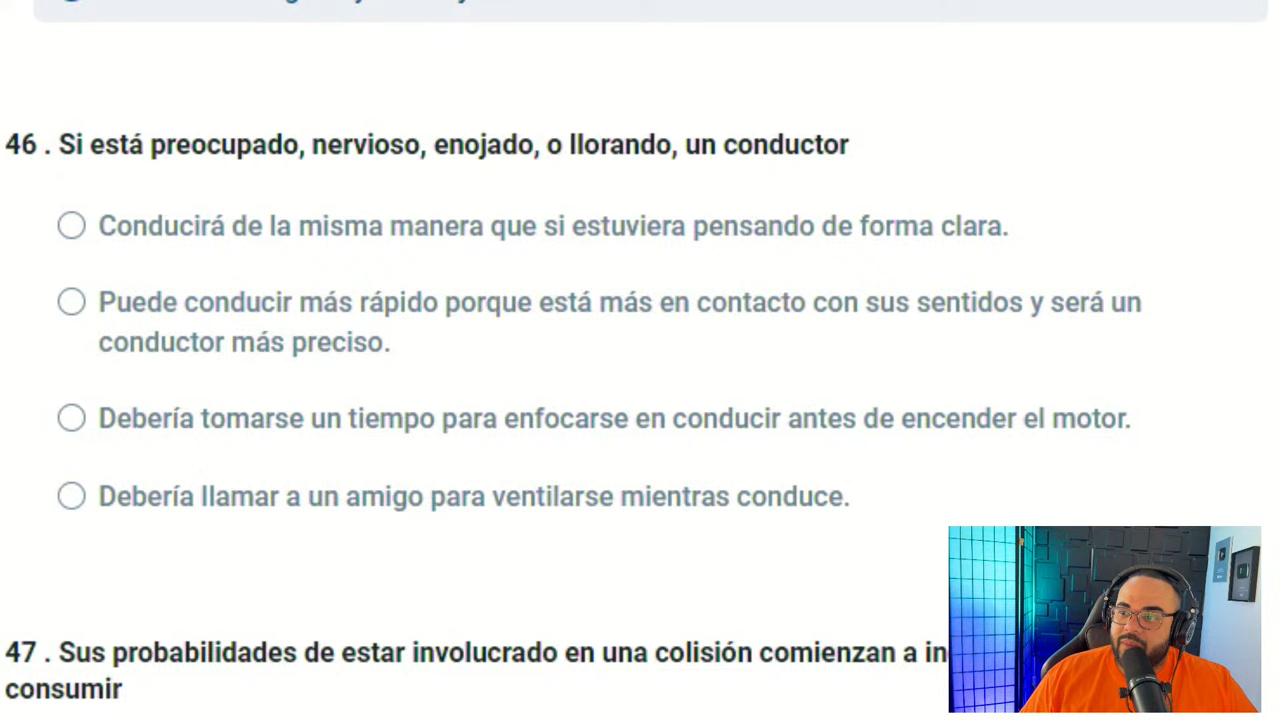 46 . Si está preocupado, nervioso, enojado, o llorando, un conductor
Conducirá de la misma manera que si estuviera pensando de forma clara.
Puede conducir más rápido porque está más en contacto con sus sentidos y será un
conductor más preciso.
Debería tomarse un tiempo para enfocarse en conducir antes de encender el motor.
Debería llamar a un amigo para ventilarse mientras conduce.
47 . Sus probabilidades de estar involucrado en una colisión comienzan a
consumir